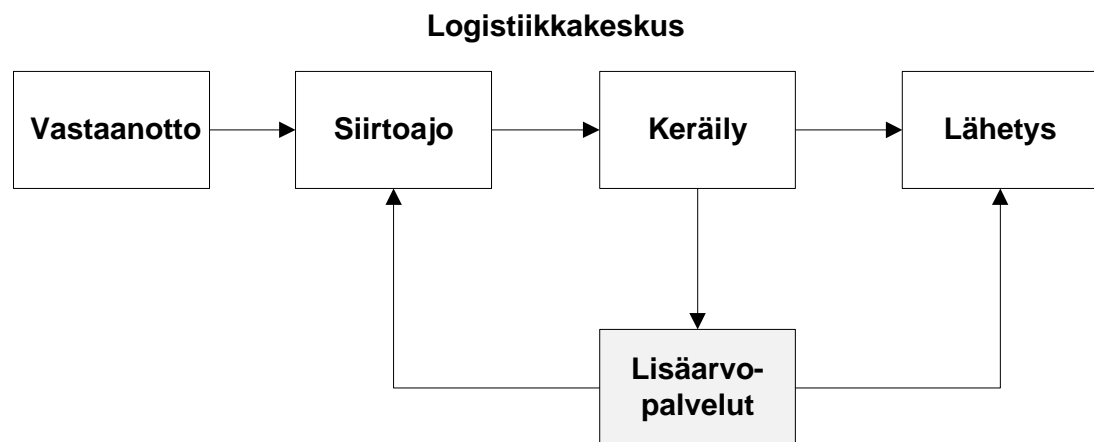 Logistiikkakeskus
Vastaanotto
Siirtoajo
Keräily
Lähetys
Lisäarvo-
palvelut